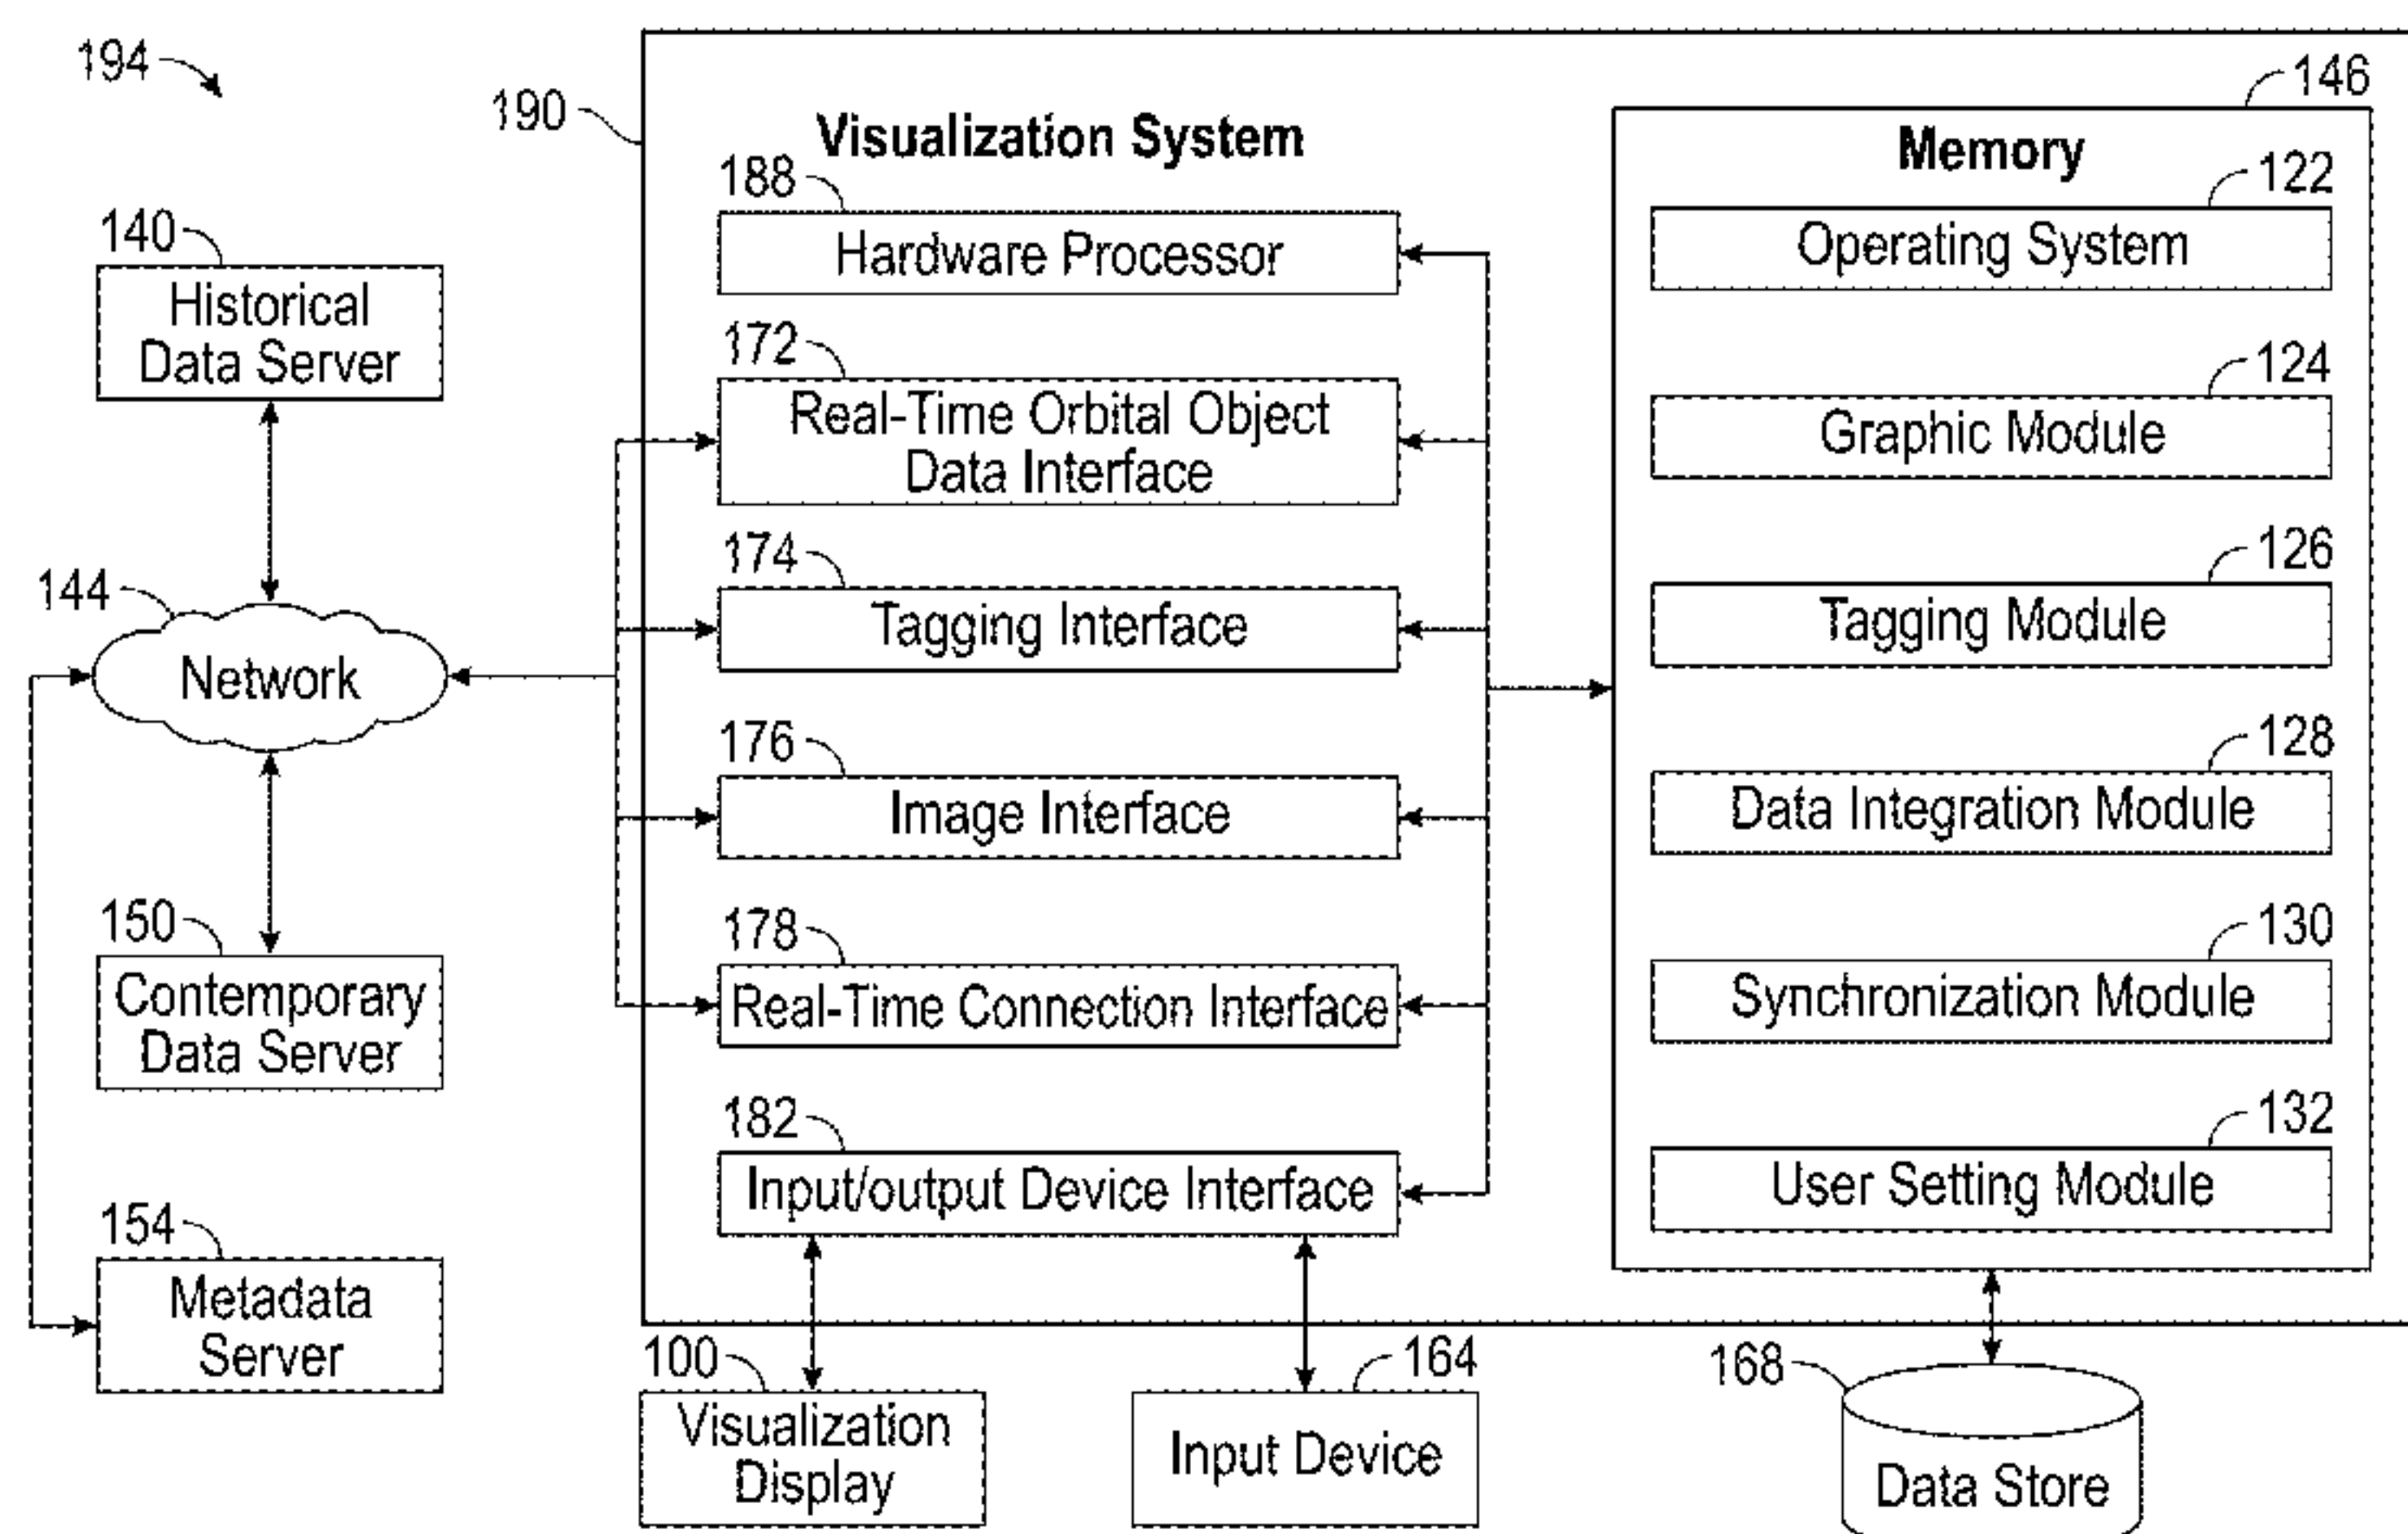 194
190
Visualization System
146
Memory
188
Hardware Processor
122
Operating System
140
Historical
Data Server
172
Real-Time Orbital Object
Data Interface
124
Graphic Module
174
Tagging Interface
126
Tagging Module
144
Network
176
Image Interface
128
Data Integration Module
150
Contemporary
Data Server
178
Real-Time Connection Interface
130
Synchronization Module
182
Input/output Device Interface
132
User Setting Module
154
Metadata
Server
100
Visualization
Display
164
Input Device
168
Data Store